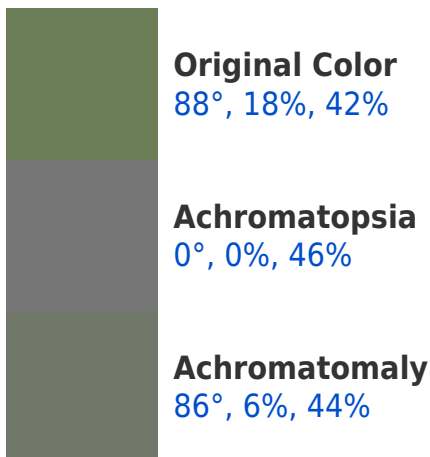 Original Color
88°, 18%, 42%
Achromatopsia
0°, 0%, 46%
Achromatomaly
86°, 6%, 44%